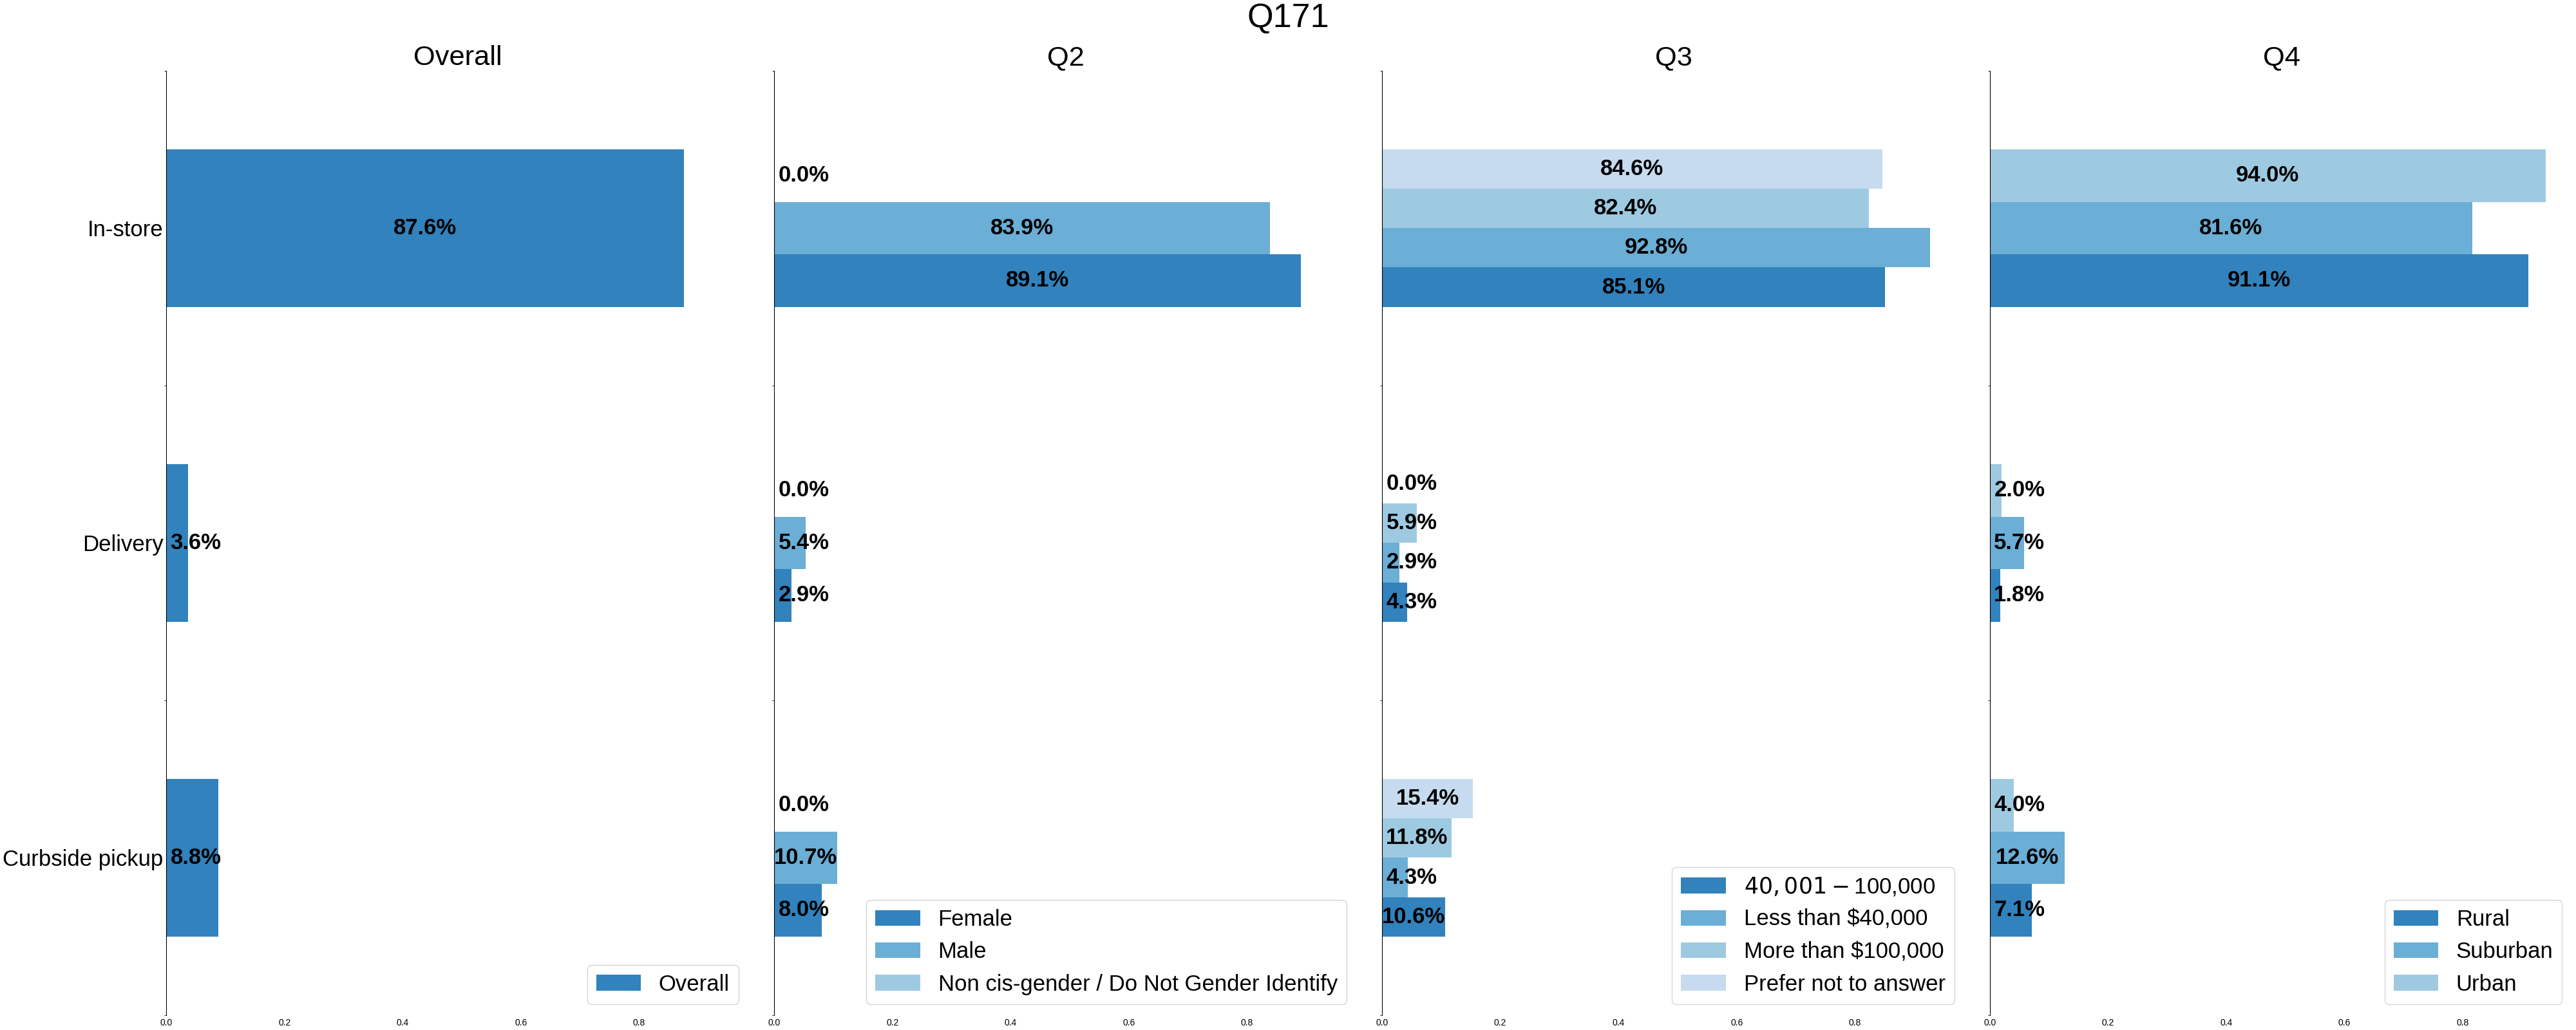 Q171
Overall
Q2
Q3
Q4
In-store
Delivery
Curbside pickup
87.6%
3.6%
8.8%
Overall
0.0 0.2 0.4 0.6 0.8
0.0%
83.9%
89.1%
0.0%
5.4%
2.9%
0.0%
10.7%
8.0%
Female
Male
Non cis-gender / Do Not Gender Identify
0.0 0.2 0.4 0.6 0.8
84.6%
82.4%
92.8%
85.1%
0.0%
5.9%
2.9%
4.3%
15.4%
11.8%
4.3%
10.6%
40,001-100,000
Less than $40,000
More than $100,000
Prefer not to answer
0.0 0.2 0.4 0.6 0.8
94.0%
81.6%
91.1%
2.0%
5.7%
1.8%
4.0%
12.6%
7.1%
Rural
Suburban
Urban
0.0 0.2 0.4 0.6 0.8